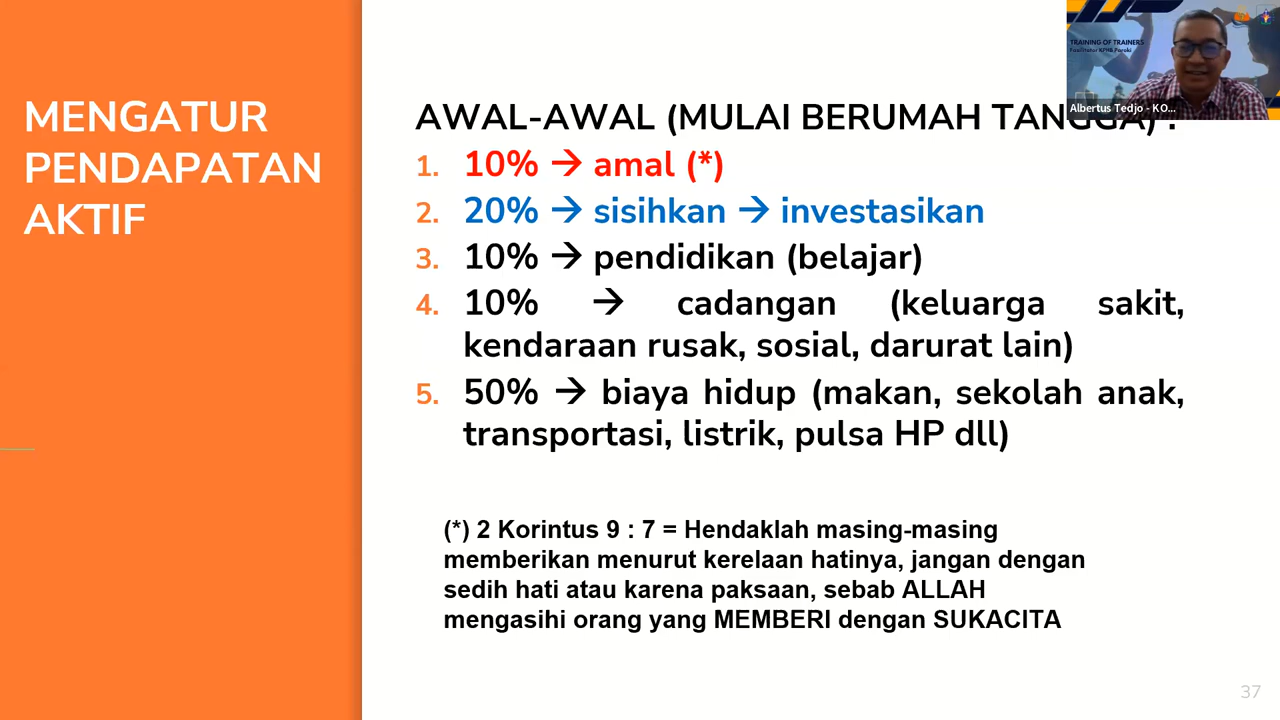 MENGATUR
PENDAPATAN
AKTIF
AWAL-AWAL (MULAI BERUMAH TANGGA) :
1. 10% → amal (*)
2. 20% → sisihkan → investasikan
3. 10% → pendidikan (belajar)
4. 10% → cadangan (keluarga sakit,
kendaraan rusak, sosial, darurat lain)
5. 50% → biaya hidup (makan, sekolah anak,
transportasi, listrik, pulsa HP dll)
(*) 2 Korintus 9 : 7 = Hendaklah masing-masing
memberikan menurut kerelaan hatinya, jangan dengan
sedih hati atau karena paksaan, sebab ALLAH
mengasihi orang yang MEMBERI dengan SUKACITA
37
TRAINING OF TRAINERS
Fasilitator KPHB Paroki
Albertus Tedjo - KO...